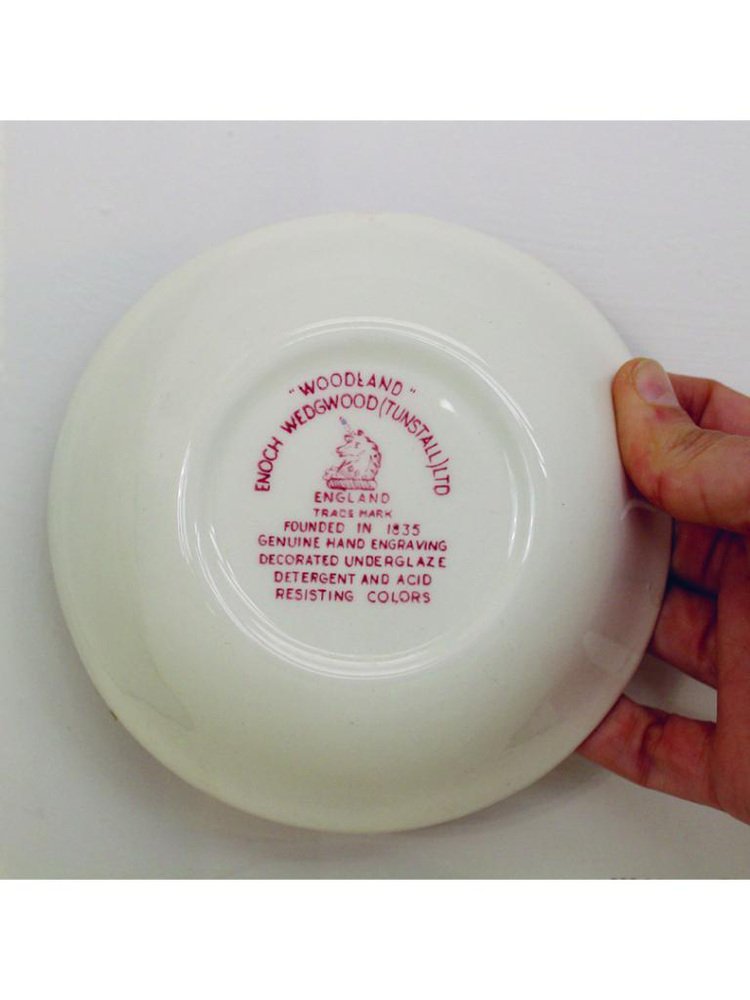 "WOODLAND"
ENOCH WEDGWOOD (TUNSTALL) LTD
ENGLAND
TRADE MARK
FOUNDED IN 1835
GENUINE HAND ENGRAVING
DECORATED UNDERGLAZE
DETERGENT AND ACID
RESISTING COLORS